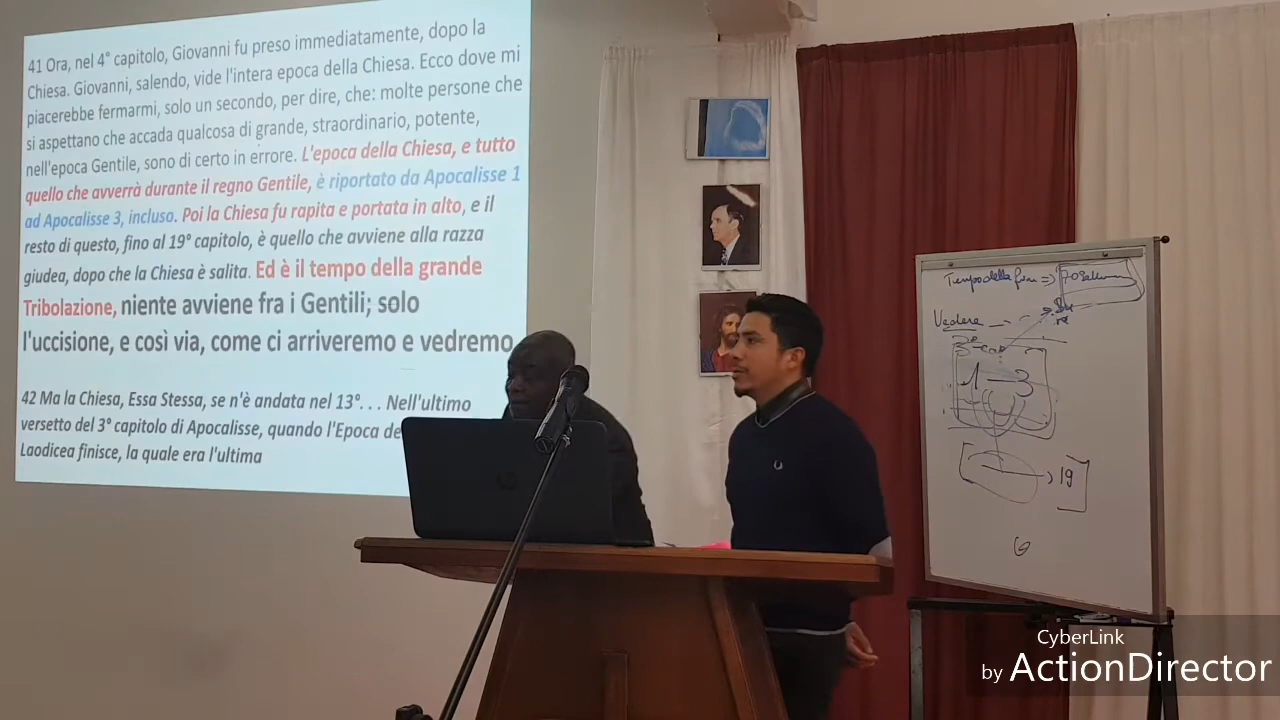 41 Ora, nel 4° capitolo, Giovanni fu preso immediatamente, dopo la
Chiesa. Giovanni, salendo, vide l'intera epoca della Chiesa. Ecco dove mi
piacerebbe fermarmi, solo un secondo, per dire, che: molte persone che
si aspettano che accada qualcosa di grande, straordinario, potente,
nell'epoca Gentile, sono di certo in errore. L'epoca della Chiesa, e tutto
quello che avverrà durante il regno Gentile, è riportato da Apocalisse 1
ad Apocalisse 3, incluso. Poi la Chiesa fu rapita e portata in alto, e il
resto di questo, fino al 19° capitolo, è quello che avviene alla razza
giudea, dopo che la Chiesa è salita. Ed è il tempo della grande
Tribolazione, niente avviene fra i Gentili; solo
l'uccisione, e così via, come ci arriveremo e vedremo
42 Ma la Chiesa, Essa Stessa, se n'è andata nel 13°. . . Nell'ultimo
versetto del 3° capitolo di Apocalisse, quando l'Epoca de
Laodicea finisce, la quale era l'ultima
Tempo della fine => 70
Vedere
1-3
19
CyberLink
by ActionDirector